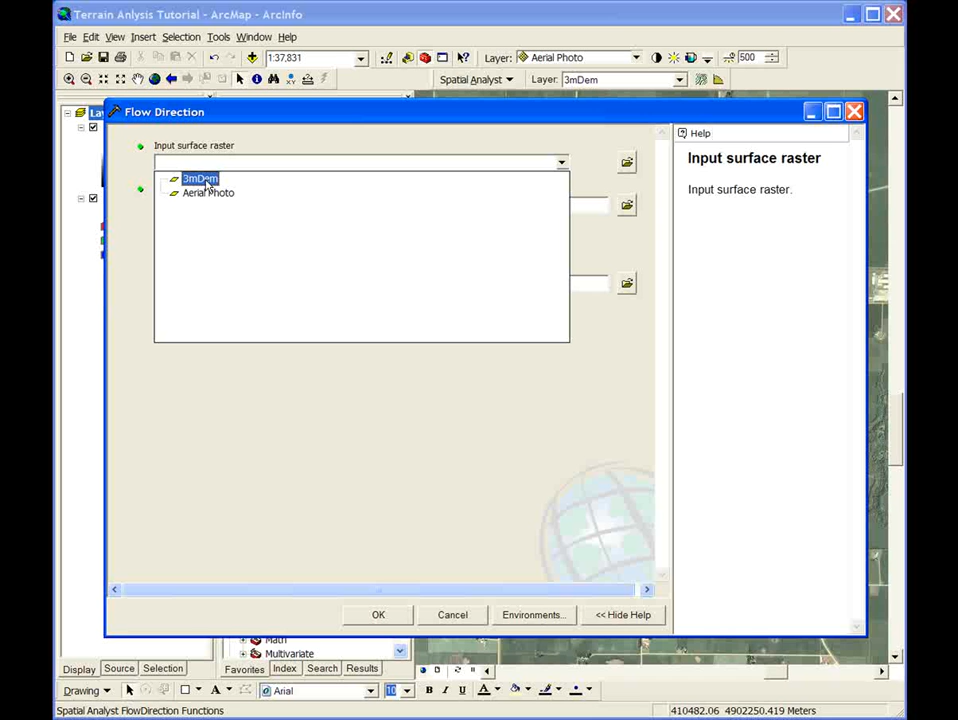 Terrain Anlysis Tutorial - ArcMap - ArcInfo
File Edit View Insert Selection Tools Window Help
1:37,831 Layer: Aerial Photo 500
Spatial Analyst Layer: 3mDem
Flow Direction
Input surface raster
3mDem
Aerial Photo
Help
Input surface raster
Input surface raster.
OK Cancel Environments... << Hide Help
Multivariate
Display Source Selection Favorites Index Search Results
Drawing A Arial 10 B I U A
Spatial Analyst FlowDirection Functions 410482.06 4902250.419 Meters